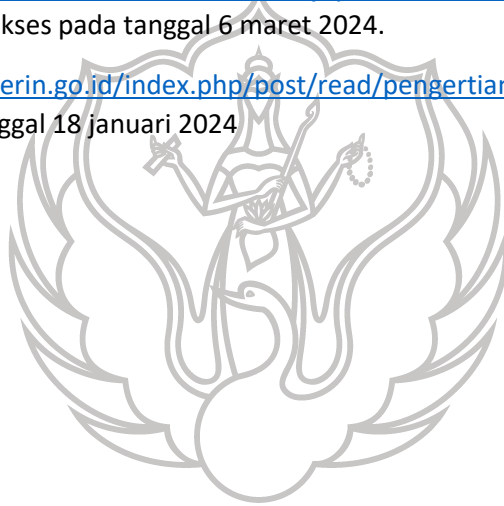 kses pada tanggal 6 maret 2024.
erin.go.id/index.php/post/read/pengertian
ggal 18 januari 2024